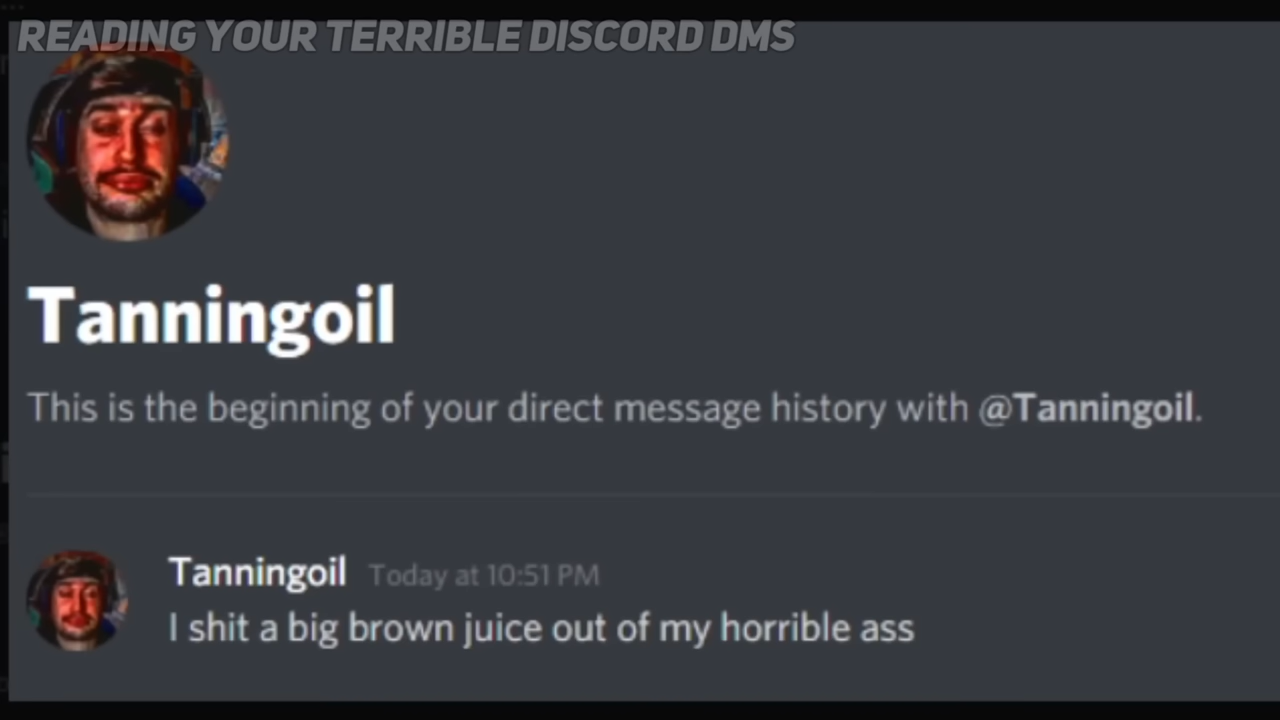 READING YOUR TERRIBLE DISCORD DMS
Tanningoil
This is the beginning of your direct message history with @Tanningoil.
Tanningoil Today at 10:51 PM
I shit a big brown juice out of my horrible ass